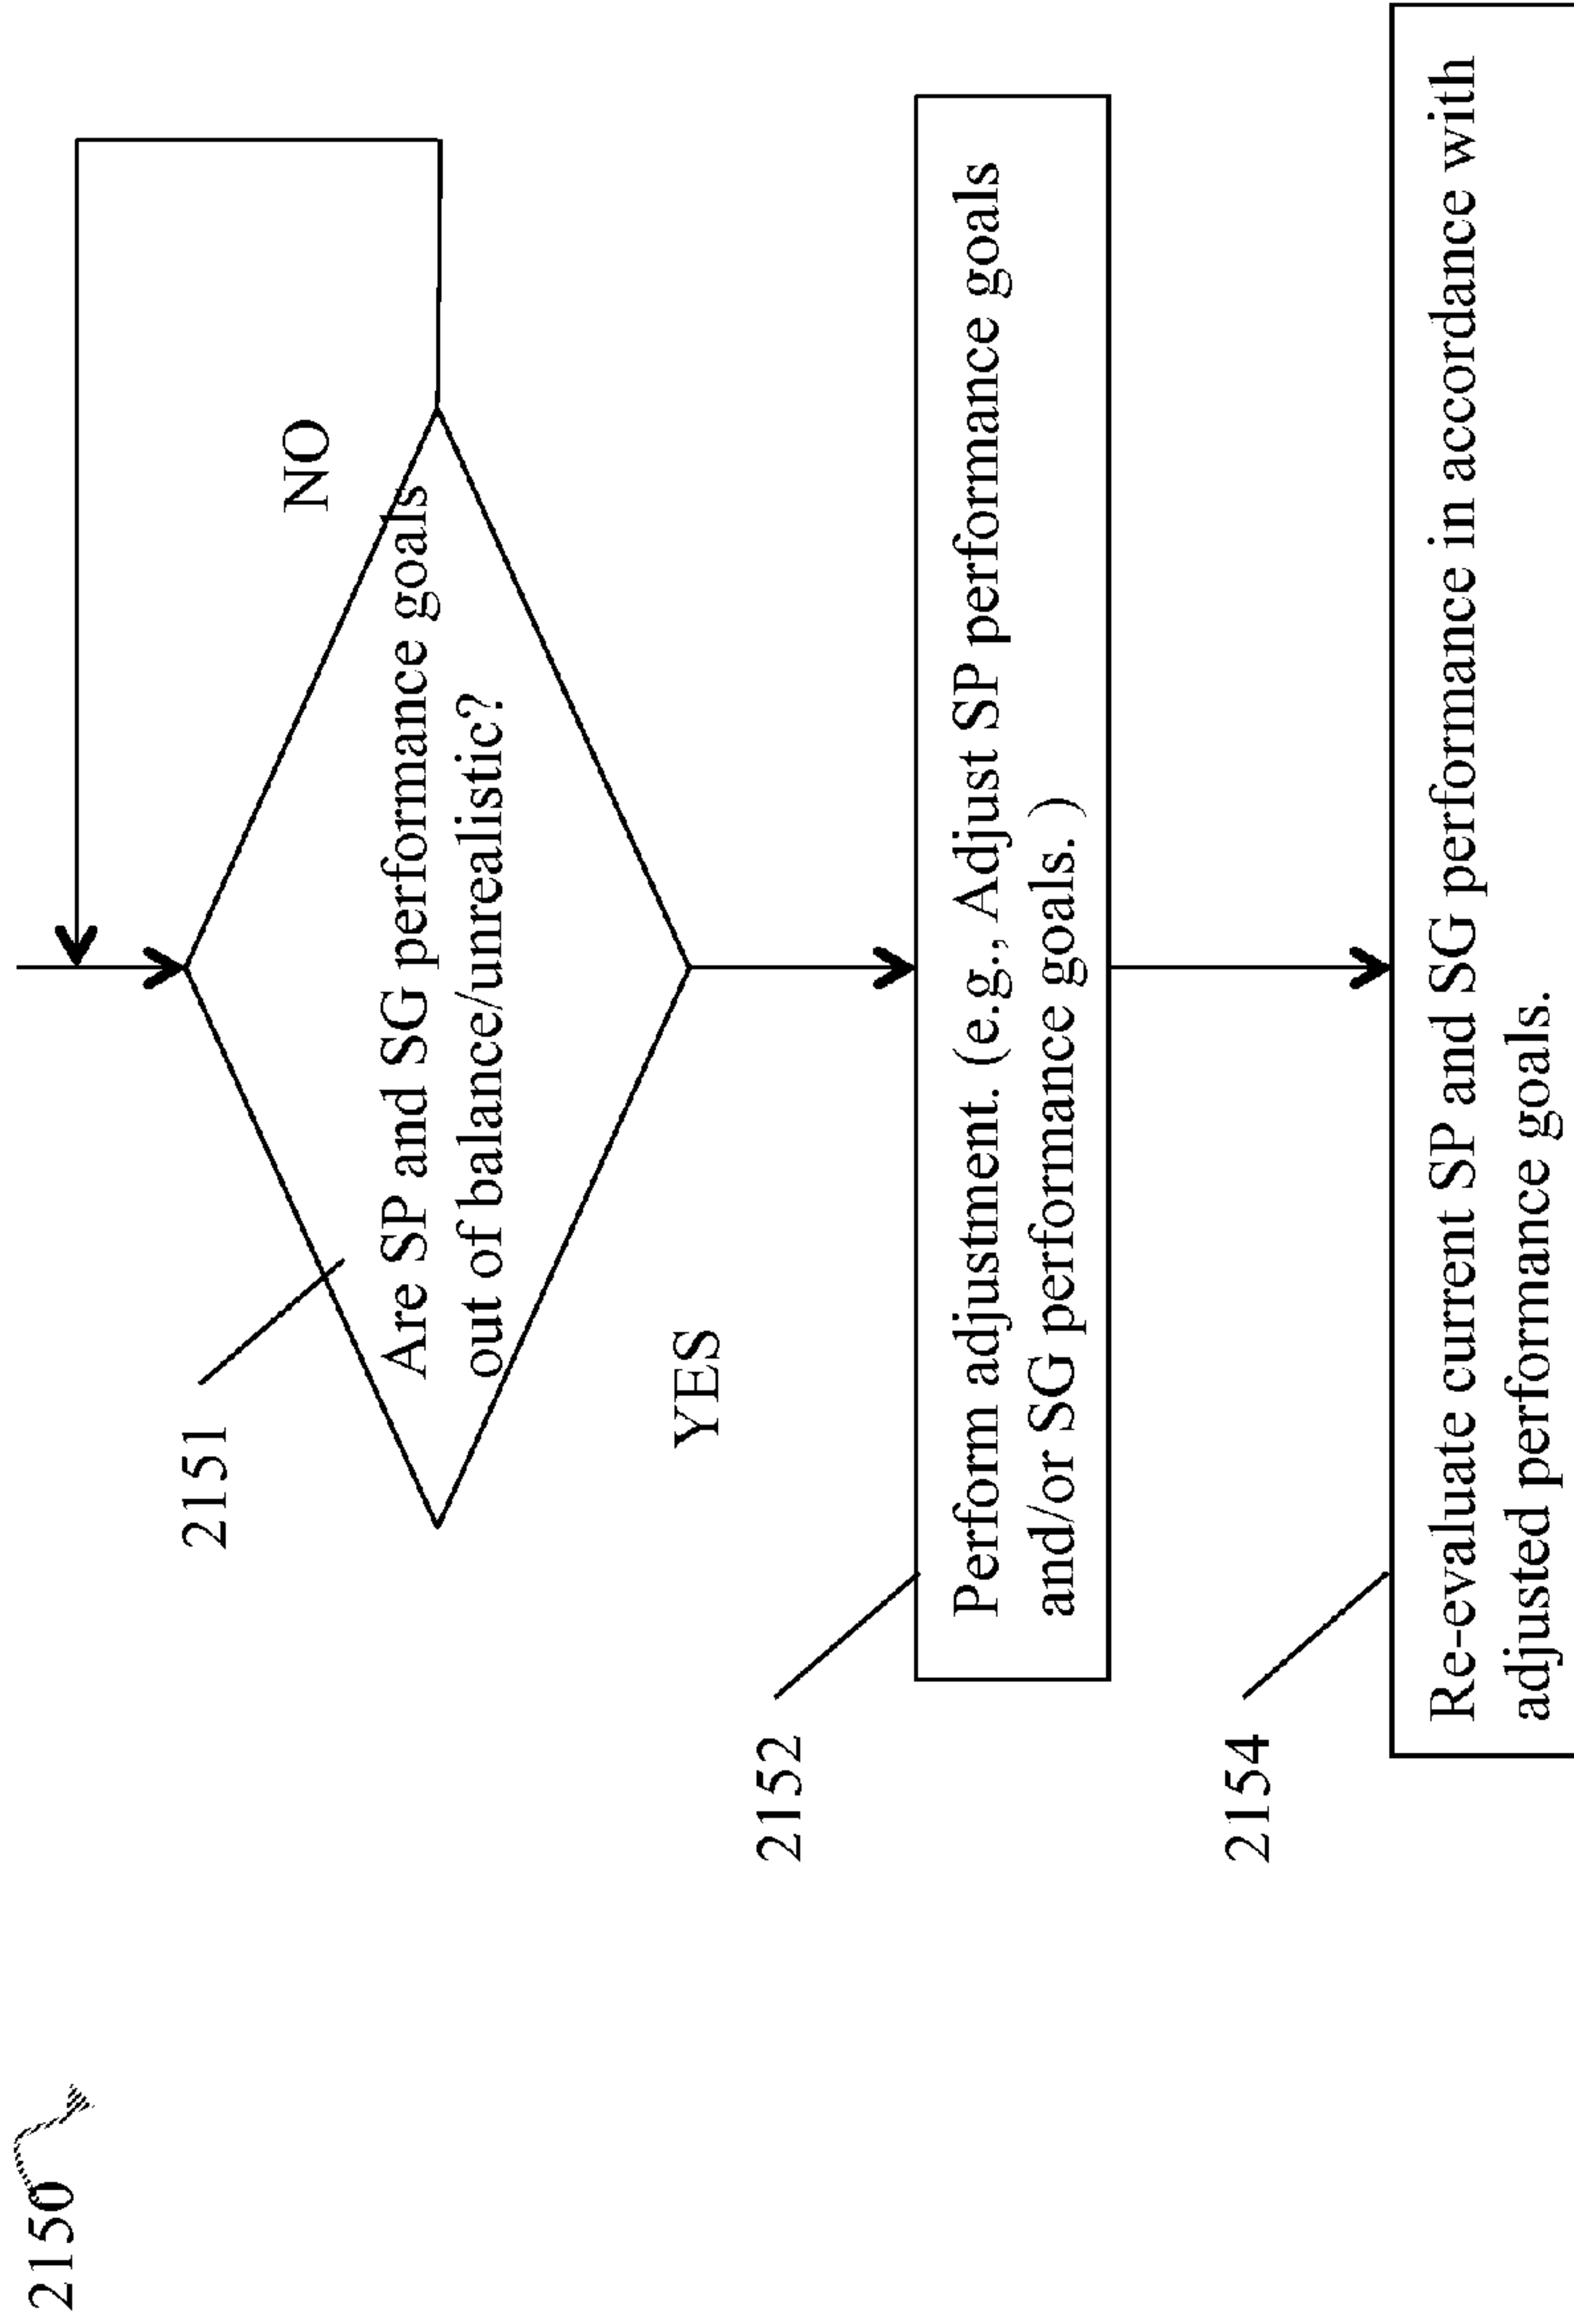 2150
2151
Are SP and SG performance goals
out of balance/unrealistic?
NO
YES
2152
Perform adjustment. (e.g., Adjust SP performance goals
and/or SG performance goals. )
2154
Re-evaluate current SP and SG performance in accordance with
adjusted performance goals.